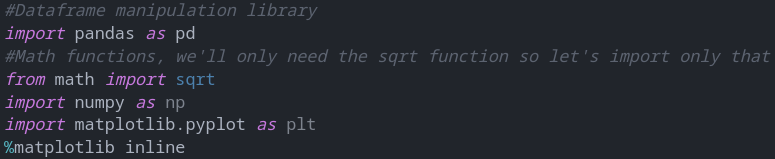 #Dataframe manipulation library
import pandas as pd
#Math functions, we'll only need the sqrt function so let's import only that
from math import sqrt
import numpy as np
import matplotlib.pyplot as plt
%matplotlib inline